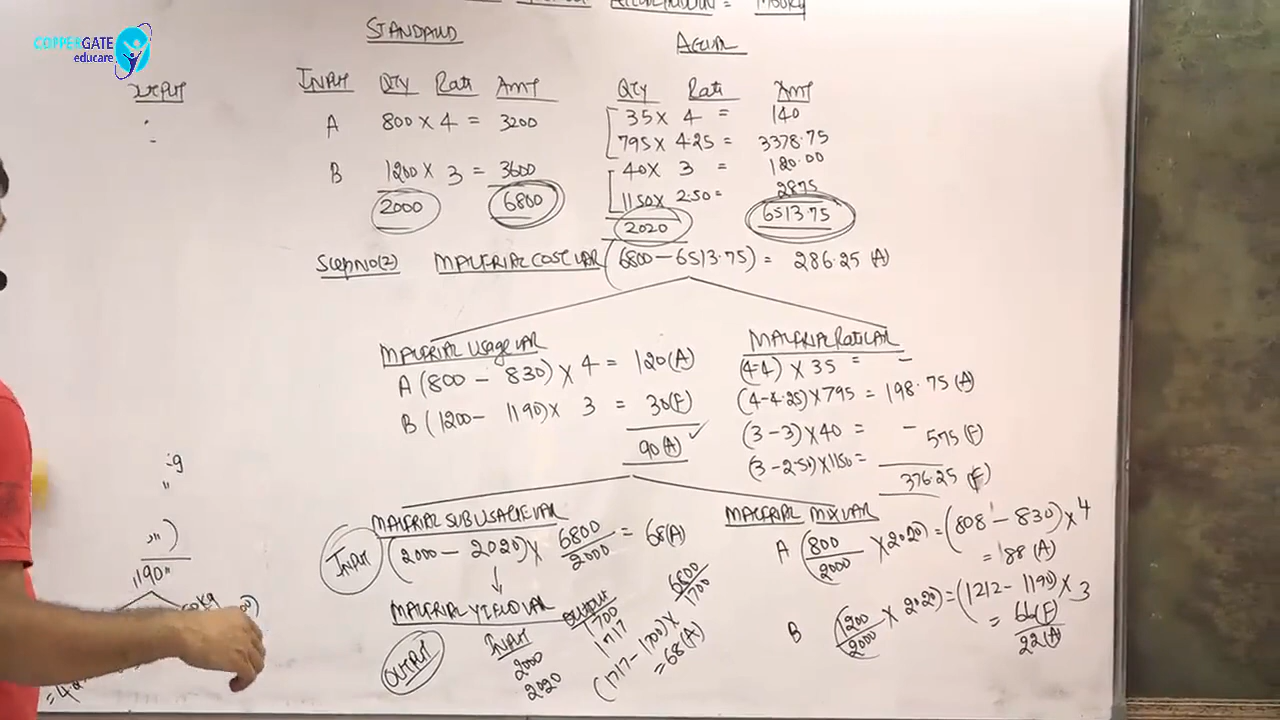 COPPERGATE
educare
STANDARD
ACTUAL
INPUT QTY Rate AMT
QTY Rate AMT
A 800 x 4 = 3200
35 x 4 = 140
795 x 4.25 = 3378.75
B 1200 x 3 = 3600
40 x 3 = 120.00
1150 x 2.50 = 2875
2000 6800
2020 6513.75
Step No(2) MATERIAL COST VAR (6800 - 6513.75) = 286.25 (A)
MATERIAL Usage VAR
A (800 - 830) x 4 = 120 (A)
B (1200 - 1190) x 3 = 30 (F)
90 (A) ✓
MATERIAL Rate VAR
(4-4) x 35 = -
(4-4.25) x 795 = 198.75 (A)
(3-3) x 40 = -
(3-2.50) x 1150 = 575 (F)
376.25 (F)
MATERIAL SUB USAGE VAR
INPUT (2000 - 2020) x 6800/2000 = 68 (A)
MATERIAL YIELD VAR
OUTPUT
INPUT OUTPUT
2000 1700
2020 1717
(1717 - 1700) x 6800/1700
= 68 (A)
MATERIAL MIX VAR
A (800/2000 x 2020) = (808 - 830) x 4
= 88 (A)
B (1200/2000 x 2020) = (1212 - 1190) x 3
= 66 (F)
22 (A)
1190"